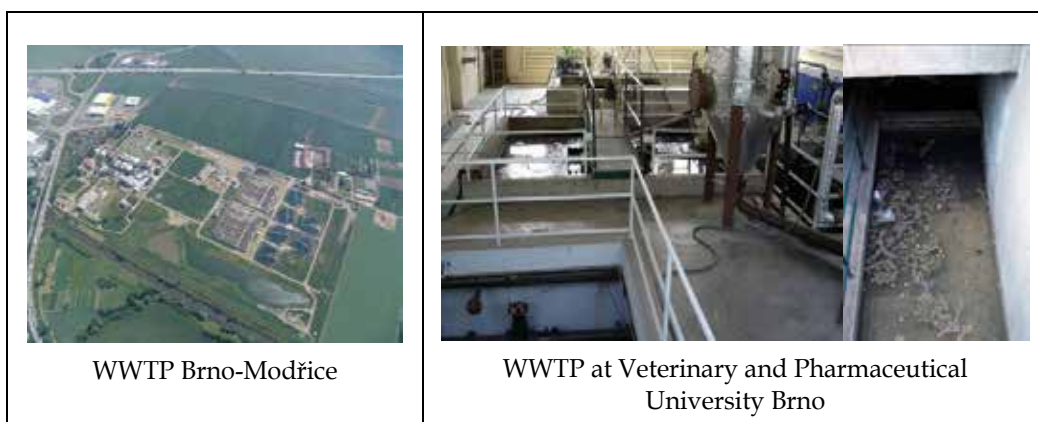 WWTP Brno-Modřice
WWTP at Veterinary and Pharmaceutical
University Brno